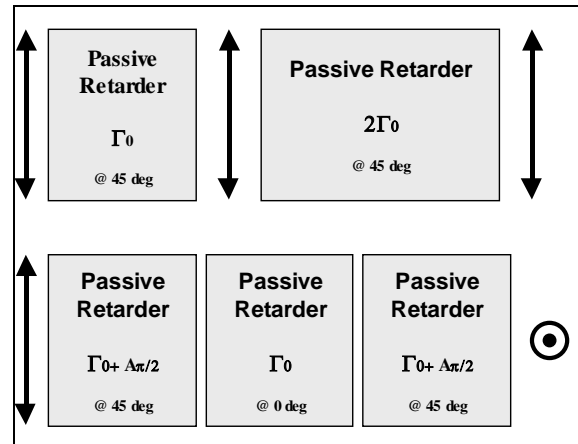 Passive
Retarder
Γ0
@ 45 deg
Passive Retarder
2Γ0
@ 45 deg
Passive
Retarder
Γ0+ Aπ/2
@ 45 deg
Passive
Retarder
Γ0
@ 0 deg
Passive
Retarder
Γ0+ Aπ/2
@ 45 deg